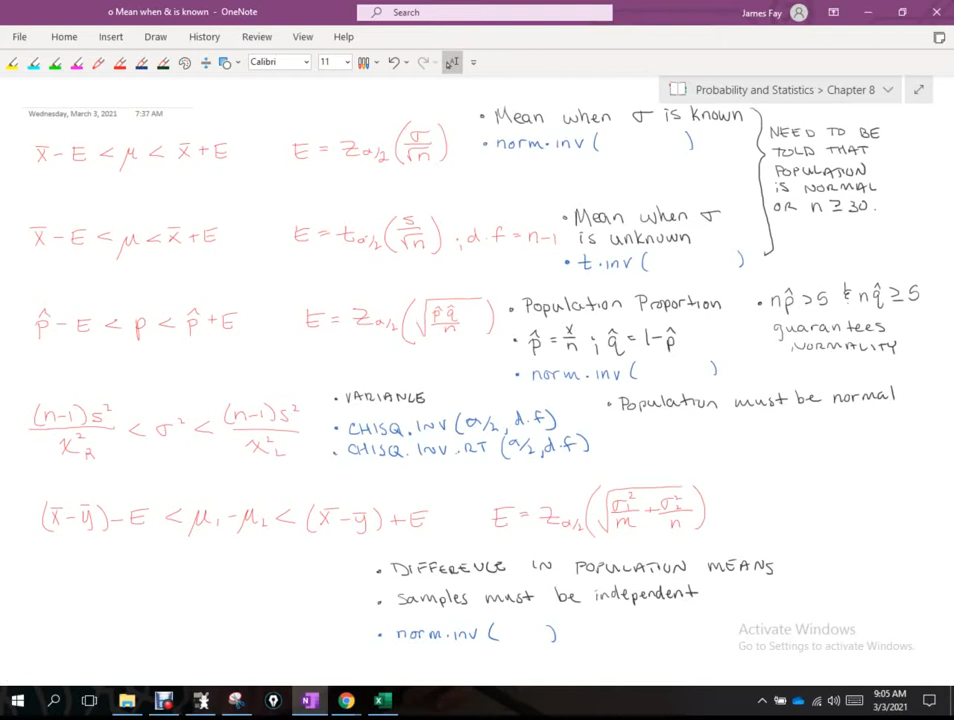 o Mean when & is known - OneNote
Search
James Fay
File Home Insert Draw History Review View Help
Calibri 11
Probability and Statistics > Chapter 8
Wednesday, March 3, 2021 7:37 AM
x̄ - E < μ < x̄ + E E = Zα/2 (σ/√n)
• Mean when σ is known
• norm.inv( )
NEED TO BE
TOLD THAT
POPULATION
IS NORMAL
OR n ≥ 30.
x̄ - E < μ < x̄ + E E = tα/2 (s/√n) ; d.f = n-1
• Mean when σ
is unknown
• t.inv( )
p̂ - E < p < p̂ + E E = Zα/2 (√(p̂q̂/n))
• Population Proportion
• p̂ = x/n ; q̂ = 1-p̂
• norm.inv( )
• np̂ > 5 & nq̂ ≥ 5
guarantees
NORMALITY
(n-1)s²/χ²R < σ² < (n-1)s²/χ²L
• VARIANCE
• CHISQ.INV(α/2, d.f)
• CHISQ.INV.RT(α/2, d.f)
• Population must be normal
(x̄ - ȳ) - E < μ₁ - μ₂ < (x̄ - ȳ) + E E = Zα/2 (√(σ₁²/m + σ₂²/n))
• DIFFERENCE IN POPULATION MEANS
• samples must be independent
• norm.inv( )
Activate Windows
Go to Settings to activate Windows.
9:05 AM
3/3/2021